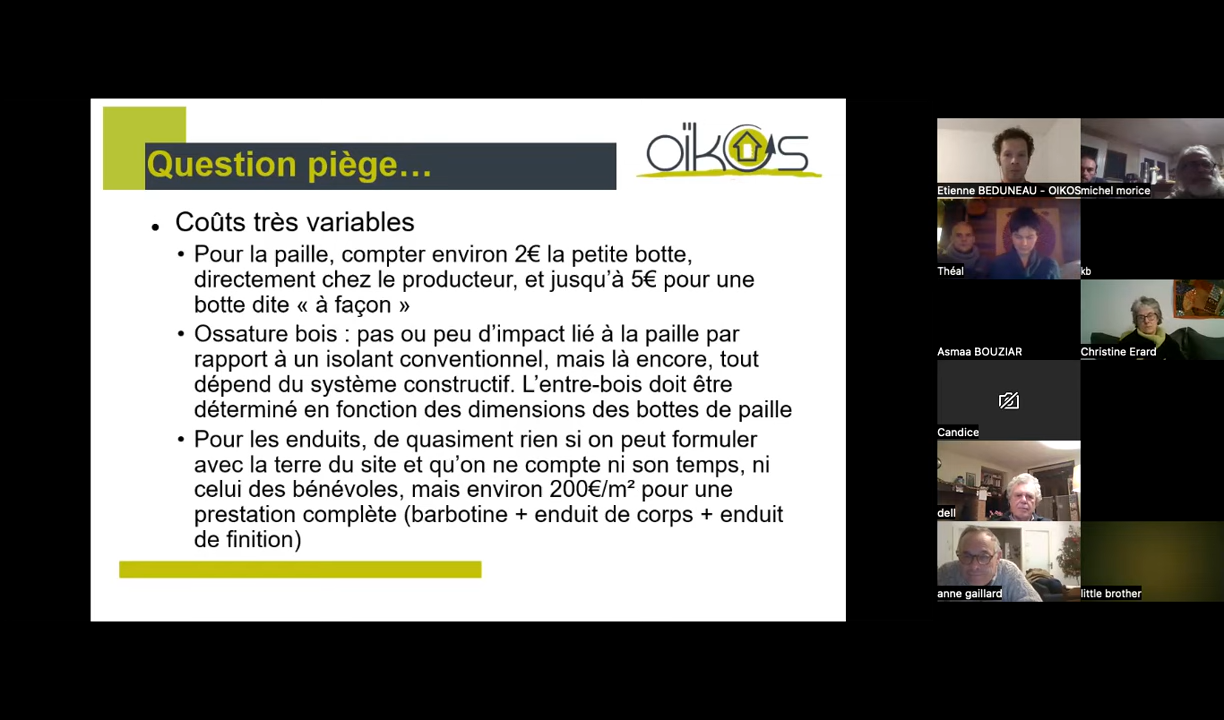 Question piège…
oïkos
Coûts très variables
Pour la paille, compter environ 2€ la petite botte,
directement chez le producteur, et jusqu'à 5€ pour une
botte dite « à façon »
Ossature bois : pas ou peu d'impact lié à la paille par
rapport à un isolant conventionnel, mais là encore, tout
dépend du système constructif. L'entre-bois doit être
déterminé en fonction des dimensions des bottes de paille
Pour les enduits, de quasiment rien si on peut formuler
avec la terre du site et qu'on ne compte ni son temps, ni
celui des bénévoles, mais environ 200€/m² pour une
prestation complète (barbotine + enduit de corps + enduit
de finition)
Etienne BEDUNEAU - OIKOS
michel morice
Théal
kb
Asmaa BOUZIAR
Christine Erard
Candice
dell
anne gaillard
little brother